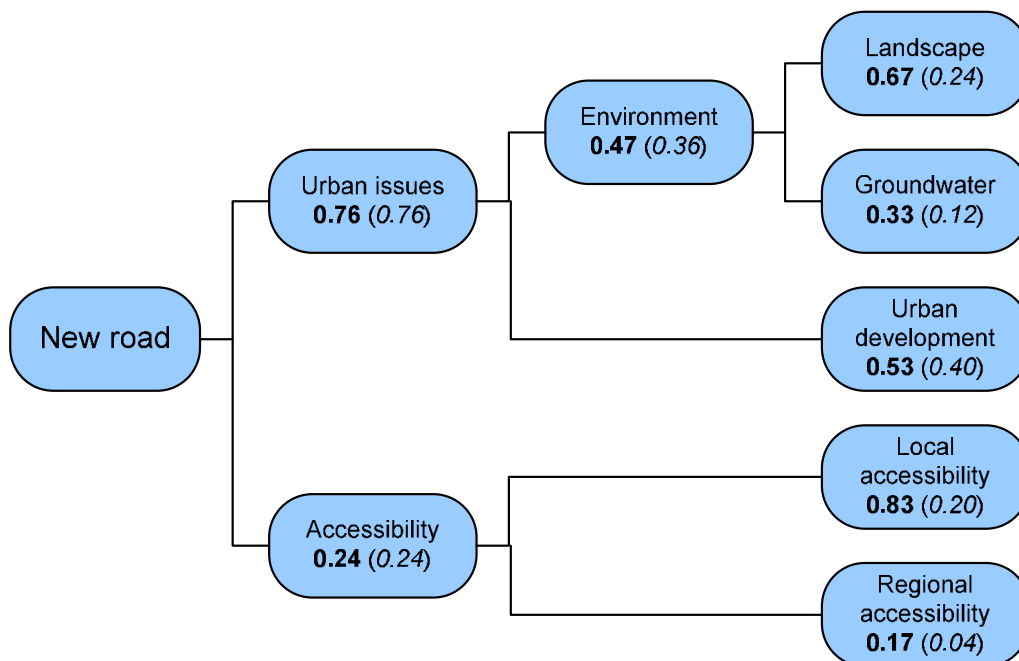 Landscape
0.67 (0.24)
Environment
0.47 (0.36)
Groundwater
0.33 (0.12)
Urban issues
0.76 (0.76)
New road
Urban
development
0.53 (0.40)
Local
accessibility
0.83 (0.20)
Accessibility
0.24 (0.24)
Regional
accessibility
0.17 (0.04)